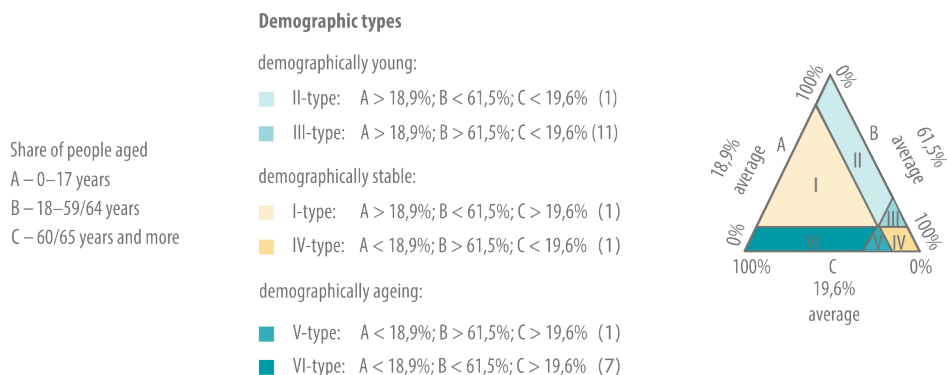 Demographic types
demographically young:
II-type: A > 18,9%; B < 61,5%; C < 19,6% (1)
III-type: A > 18,9%; B > 61,5%; C < 19,6% (11)
Share of people aged
A – 0–17 years
B – 18–59/64 years
C – 60/65 years and more
demographically stable:
I-type: A > 18,9%; B < 61,5%; C > 19,6% (1)
IV-type: A < 18,9%; B > 61,5%; C < 19,6% (1)
demographically ageing:
V-type: A < 18,9%; B > 61,5%; C > 19,6% (1)
VI-type: A < 18,9%; B < 61,5%; C > 19,6% (7)
100%
0%
A
18,9%
average
B
61,5%
average
II
I
III
0%
100%
VI
V
IV
100%
C
0%
19,6%
average